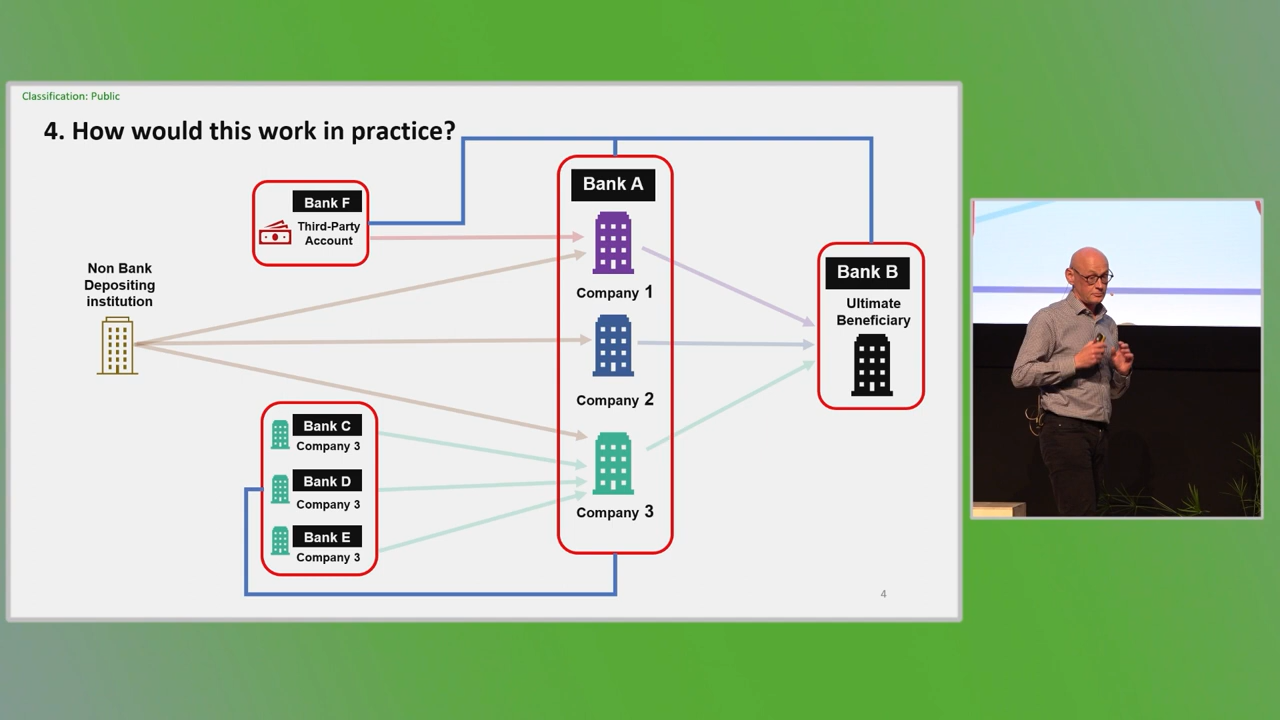 Classification: Public
4. How would this work in practice?
Bank F
Third-Party
Account
Non Bank
Depositing
institution
Bank C
Company 3
Bank D
Company 3
Bank E
Company 3
Bank A
Company 1
Company 2
Company 3
Bank B
Ultimate
Beneficiary
4